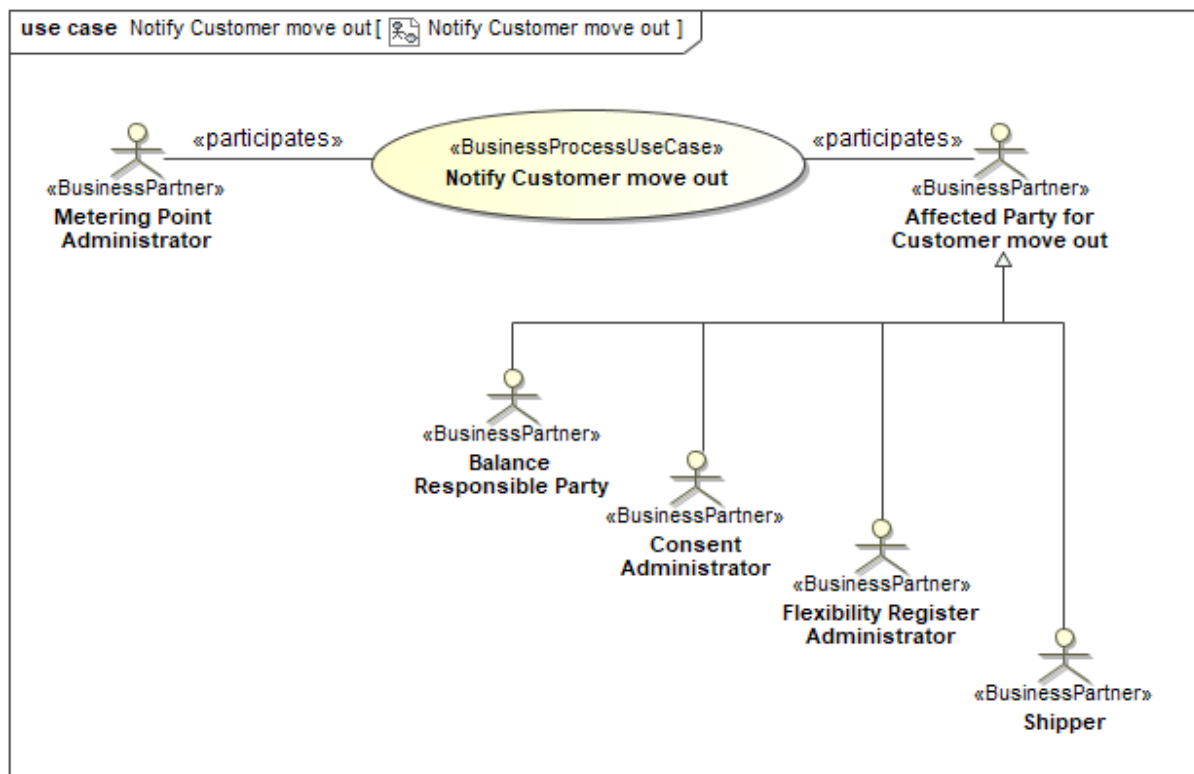 use case Notify Customer move out [ Notify Customer move out ]
«participates»
«BusinessProcessUseCase»
Notify Customer move out
«participates»
«BusinessPartner»
Metering Point
Administrator
«BusinessPartner»
Affected Party for
Customer move out
«BusinessPartner»
Balance
Responsible Party
«BusinessPartner»
Consent
Administrator
«BusinessPartner»
Flexibility Register
Administrator
«BusinessPartner»
Shipper